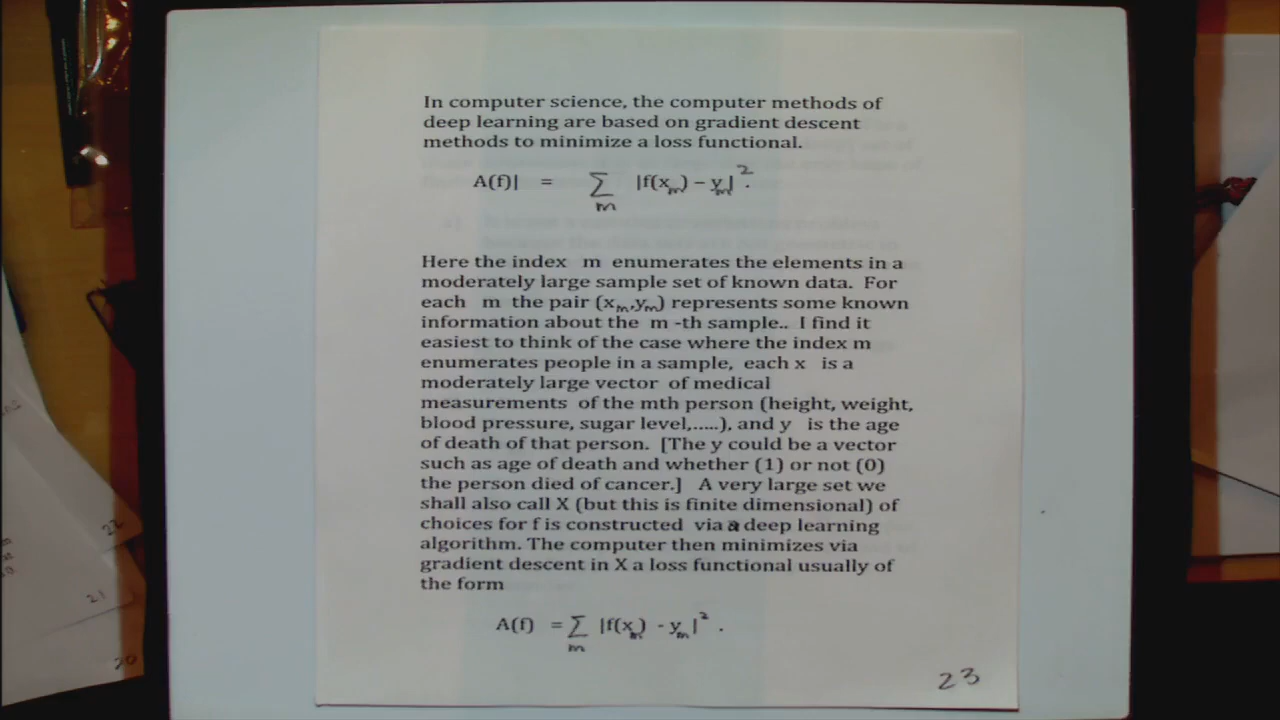 In computer science, the computer methods of
deep learning are based on gradient descent
methods to minimize a loss functional.
A(f)| = ∑ |f(xₘ) – yₘ|².
m
Here the index m enumerates the elements in a
moderately large sample set of known data. For
each m the pair (xₘ,yₘ) represents some known
information about the m -th sample.. I find it
easiest to think of the case where the index m
enumerates people in a sample, each x is a
moderately large vector of medical
measurements of the mth person (height, weight,
blood pressure, sugar level,.....), and y is the age
of death of that person. [The y could be a vector
such as age of death and whether (1) or not (0)
the person died of cancer.] A very large set we
shall also call X (but this is finite dimensional) of
choices for f is constructed via a deep learning
algorithm. The computer then minimizes via
gradient descent in X a loss functional usually of
the form
A(f) = ∑ |f(xₘ) - yₘ|² .
m
23
22
21
20